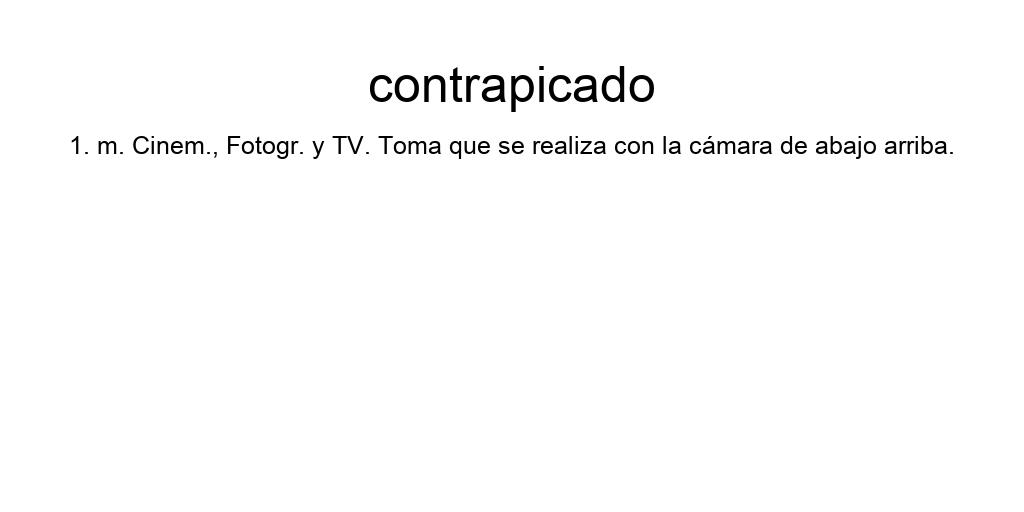 contrapicado
1. m. Cinem., Fotogr. y TV. Toma que se realiza con la cámara de abajo arriba.